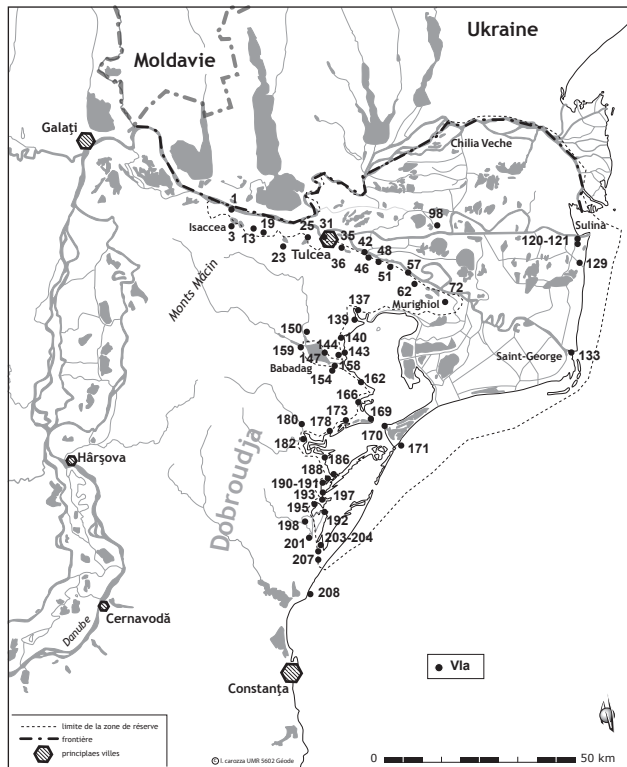 Ukraine
Moldavie
Galaţi
Chilia Veche
1
25
31
98
Sulina
Isaccea
3
13
19
35
42
120-121
23
Tulcea
36
46
48
51
57
129
62
72
Murighiol
Monts Măcin
137
139
150
140
159
144
147
143
Saint-George
133
Babadag
158
154
162
166
173
169
180
178
170
182
171
Hârşova
186
188
190-191
193
197
195
192
198
201
203-204
207
Dobroudja
208
Cernavodă
Danube
VIa
Constanţa
limite de la zone de réserve
frontière
principlaes villes
© l. carozza UMR 5602 Géode
0
50 km